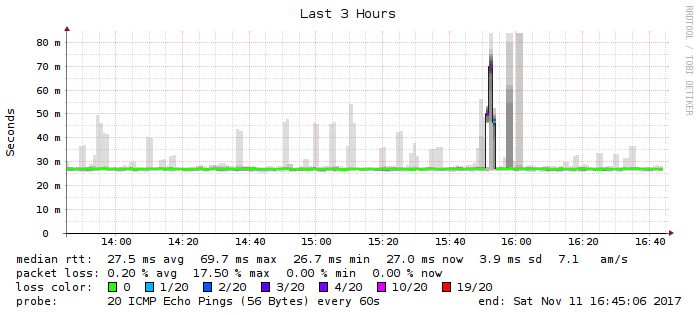 Last 3 Hours
RRDTOOL / TOBI OETIKER
Seconds
80 m
70 m
60 m
50 m
40 m
30 m
20 m
10 m
0
14:00 14:20 14:40 15:00 15:20 15:40 16:00 16:20 16:40
median rtt: 27.5 ms avg 69.7 ms max 26.7 ms min 27.0 ms now 3.9 ms sd 7.1 am/s
packet loss: 0.20 % avg 17.50 % max 0.00 % min 0.00 % now
loss color: 0 1/20 2/20 3/20 4/20 10/20 19/20
probe: 20 ICMP Echo Pings (56 Bytes) every 60s end: Sat Nov 11 16:45:06 2017